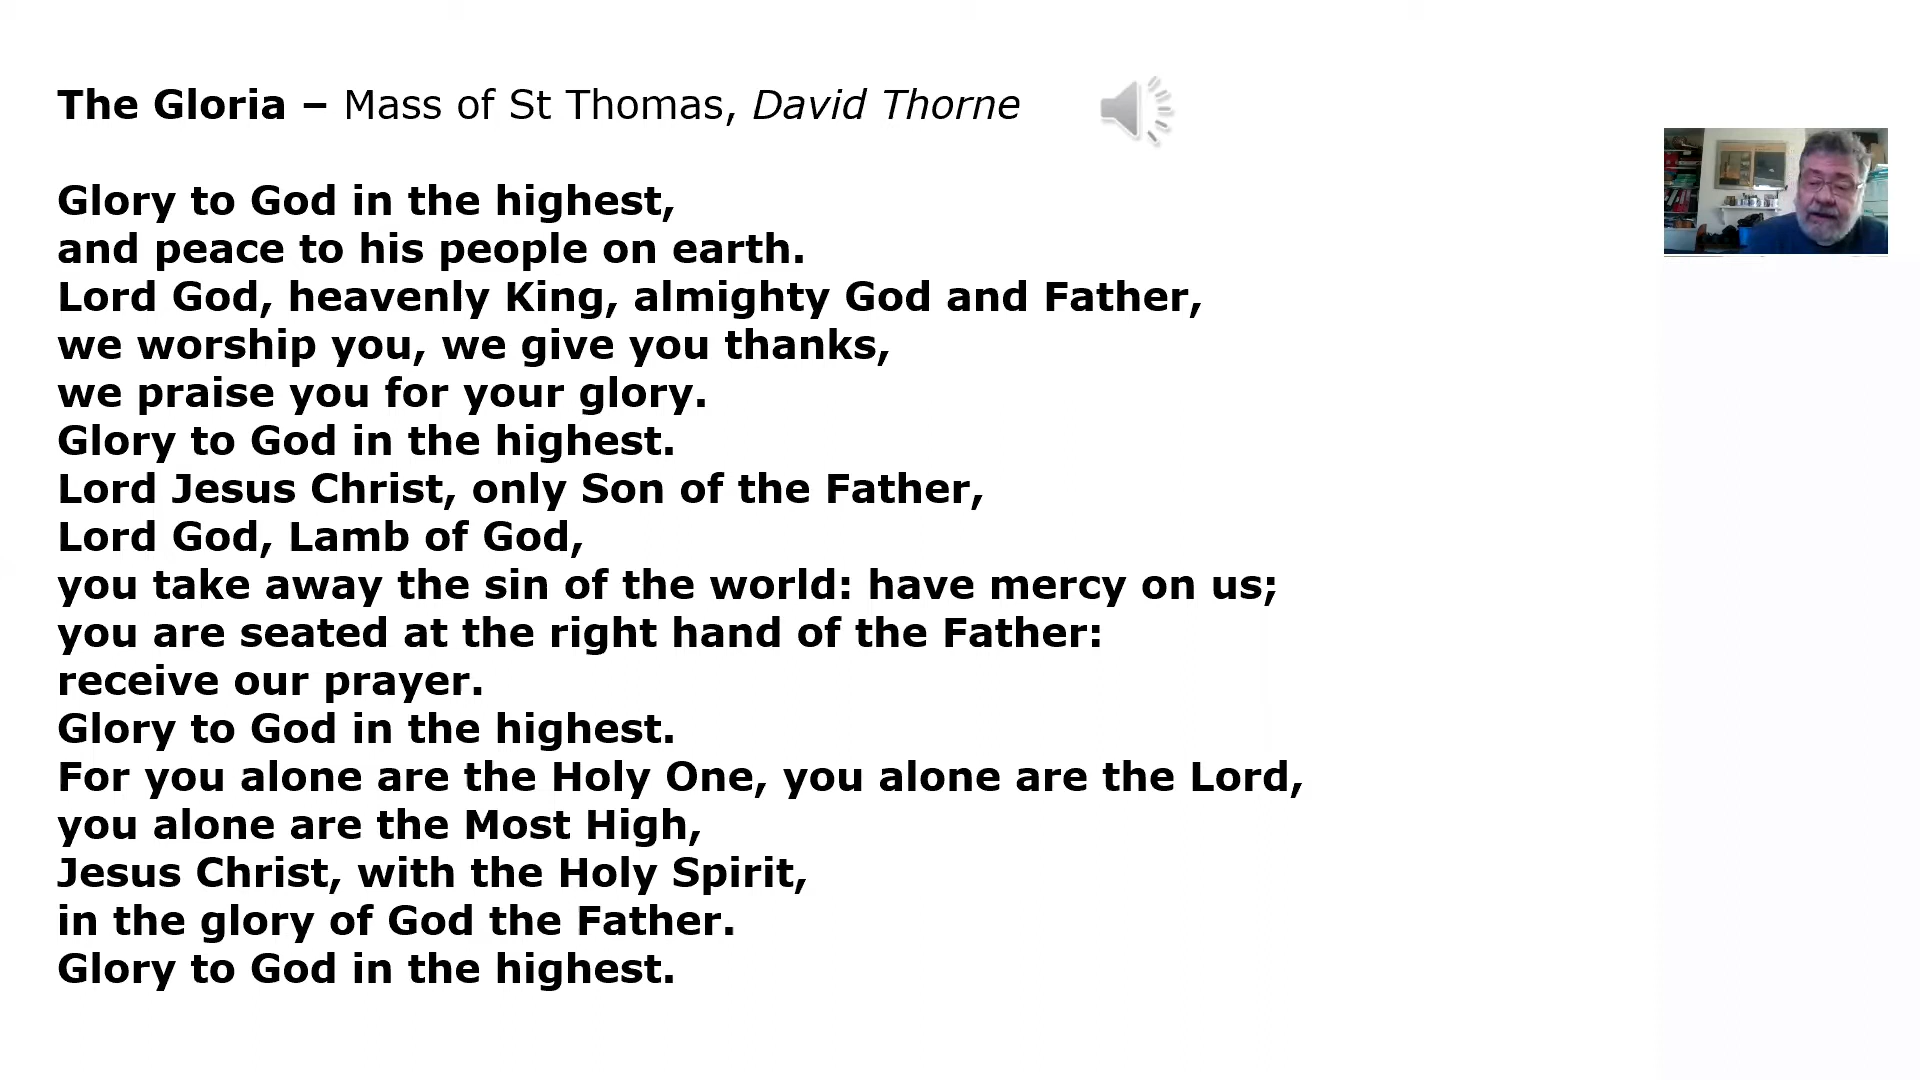 The Gloria – Mass of St Thomas, David Thorne
Glory to God in the highest,
and peace to his people on earth.
Lord God, heavenly King, almighty God and Father,
we worship you, we give you thanks,
we praise you for your glory.
Glory to God in the highest.
Lord Jesus Christ, only Son of the Father,
Lord God, Lamb of God,
you take away the sin of the world: have mercy on us;
you are seated at the right hand of the Father:
receive our prayer.
Glory to God in the highest.
For you alone are the Holy One, you alone are the Lord,
you alone are the Most High,
Jesus Christ, with the Holy Spirit,
in the glory of God the Father.
Glory to God in the highest.